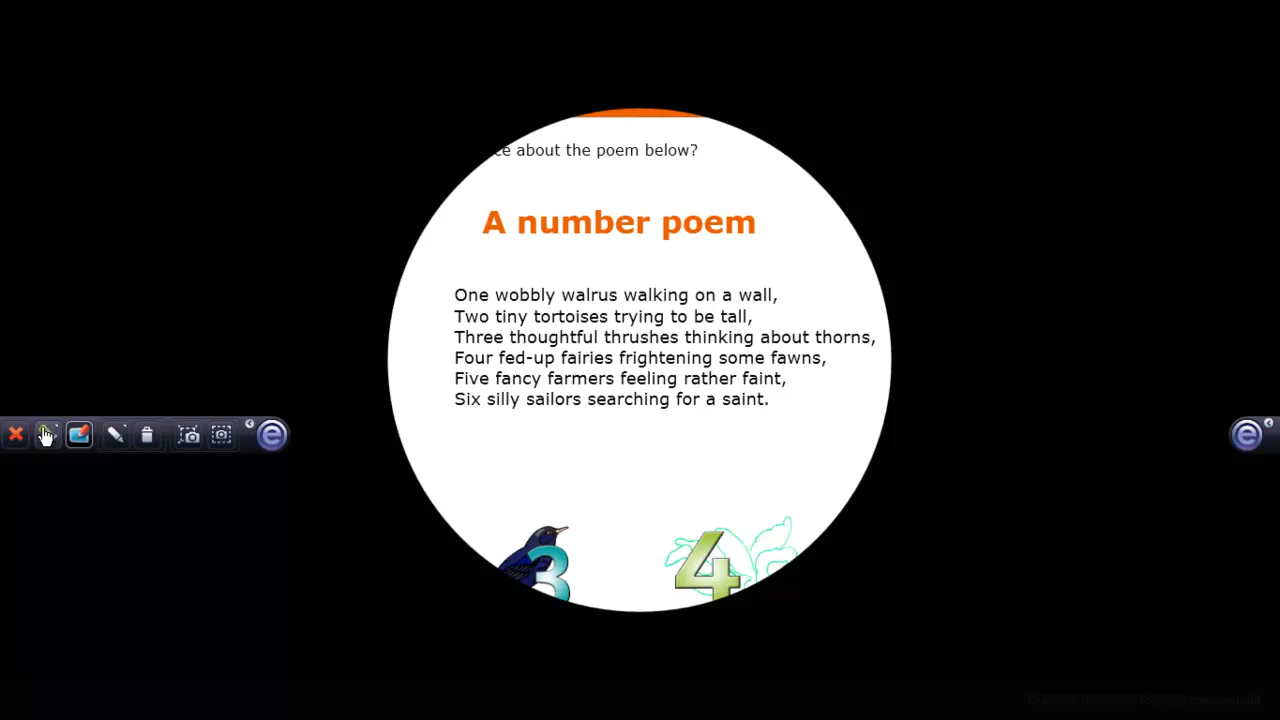 about the poem below?
A number poem
One wobbly walrus walking on a wall,
Two tiny tortoises trying to be tall,
Three thoughtful thrushes thinking about thorns,
Four fed-up fairies frightening some fawns,
Five fancy farmers feeling rather faint,
Six silly sailors searching for a saint.
3 4